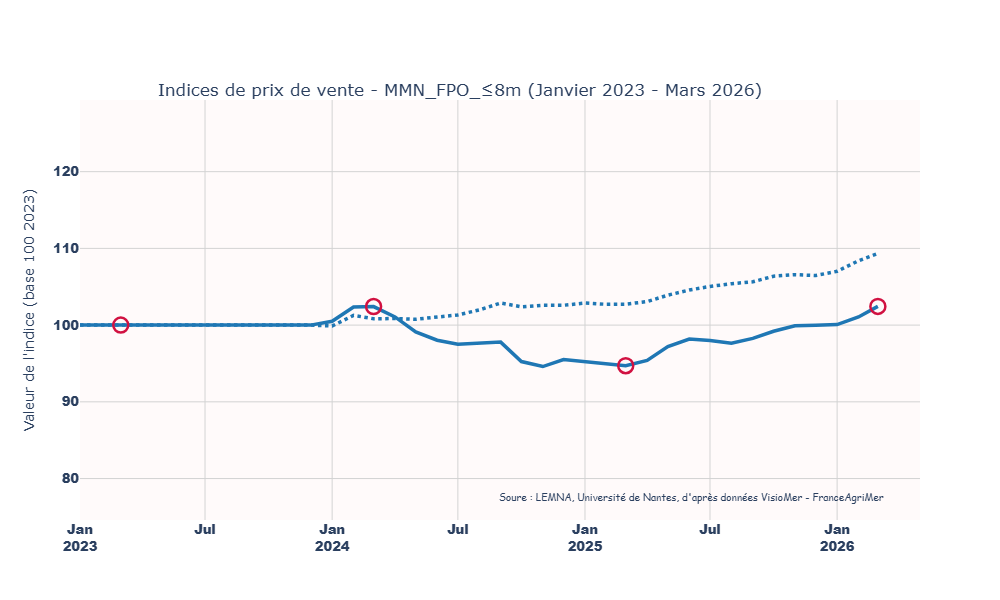 Indices de prix de vente - MMN_FPO_≤8m (Janvier 2023 - Mars 2026)
Valeur de l'indice (base 100 2023)
120
110
100
90
80
Soure : LEMNA, Université de Nantes, d'après données VisioMer - FranceAgriMer
Jan Jul Jan Jul Jan Jul Jan
2023 2024 2025 2026